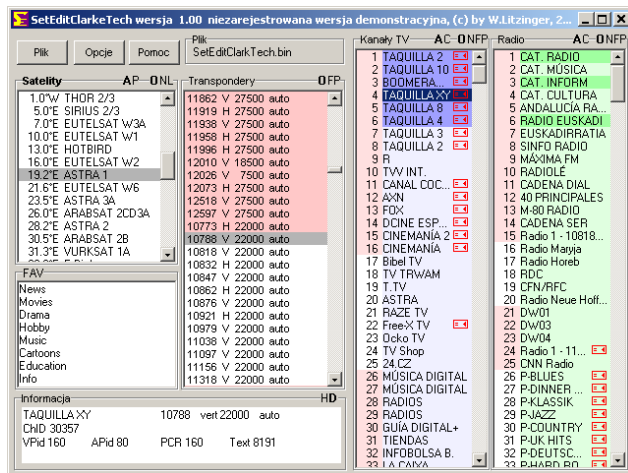 SetEditClarkeTech wersja 1.00 niezarejestrowana wersja demonstracyjna, (c) by W.Litzinger, 2...
Plik Opcje Pomoc
Plik
SetEditClarkTech.bin
Satelity A P O N L
1.0°W THOR 2/3
5.0°E SIRIUS 2/3
7.0°E EUTELSAT W3A
10.0°E EUTELSAT W1
13.0°E HOTBIRD
16.0°E EUTELSAT W2
19.2°E ASTRA 1
21.6°E EUTELSAT W6
23.5°E ASTRA 3A
26.0°E ARABSAT 2CD3A
28.2°E ASTRA 2
30.5°E ARABSAT 2B
31.3°E VURKSAT 1A
FAV
News
Movies
Drama
Hobby
Music
Cartoons
Education
Info
Transpondery O F P
11862 V 27500 auto
11919 H 27500 auto
11938 V 27500 auto
11958 H 27500 auto
11996 H 27500 auto
12010 V 18500 auto
12026 V 7500 auto
12073 H 27500 auto
12518 V 27500 auto
12597 V 27500 auto
10773 H 22000 auto
10788 V 22000 auto
10818 V 22000 auto
10832 H 22000 auto
10847 V 22000 auto
10862 H 22000 auto
10876 V 22000 auto
10921 H 22000 auto
10979 V 22000 auto
11038 V 22000 auto
11097 V 22000 auto
11156 V 22000 auto
11318 V 22000 auto
Informacja HD
TAQUILLA XY 10788 vert 22000 auto
ChID 30357
VPid 160 APid 80 PCR 160 Text 8191
Kanały TV A C O N F P
1 TAQUILLA 2
2 TAQUILLA 10
3 BOOMERA...
4 TAQUILLA XY
5 TAQUILLA 8
6 TAQUILLA 4
7 TAQUILLA 3
8 TAQUILLA 2
9 R
10 TVV INT.
11 CANAL COC...
12 AXN
13 FOX
14 DCINE ESP...
15 CINEMANÍA 2
16 CINEMANÍA
17 Bibel TV
18 TV TRWAM
19 T.TV
20 ASTRA
21 RAZE TV
22 Free-X TV
23 Ocko TV
24 TV Shop
25 24.CZ
26 MÚSICA DIGITAL
27 MÚSICA DIGITAL
28 RADIOS
29 RADIOS
30 GUÍA DIGITAL+
31 TIENDAS
32 INFOBOLSA B.
33 LA CAIXA
Radio A C O N F P
1 CAT. RADIO
2 CAT. MÚSICA
3 CAT. INFORM
4 CAT. CULTURA
5 ANDALUCÍA RA...
6 RADIO EUSKADI
7 EUSKADIRRATIA
8 SINFO RADIO
9 MÁXIMA FM
10 RADIOLÉ
11 CADENA DIAL
12 40 PRINCIPALES
13 M-80 RADIO
14 CADENA SER
15 Radio 1 - 10818...
16 Radio Maryja
17 Radio Horeb
18 RDC
19 CFN/RFC
20 Radio Neue Hoff...
21 DW01
22 DW03
23 DW04
24 Radio 1 - 11...
25 CNN Radio
26 P-BLUES
27 P-DINNER ...
28 P-KLASSIK
29 P-JAZZ
30 P-COUNTRY
31 P-UK HITS
32 P-DEUTSC...
33 P-HARD RO...